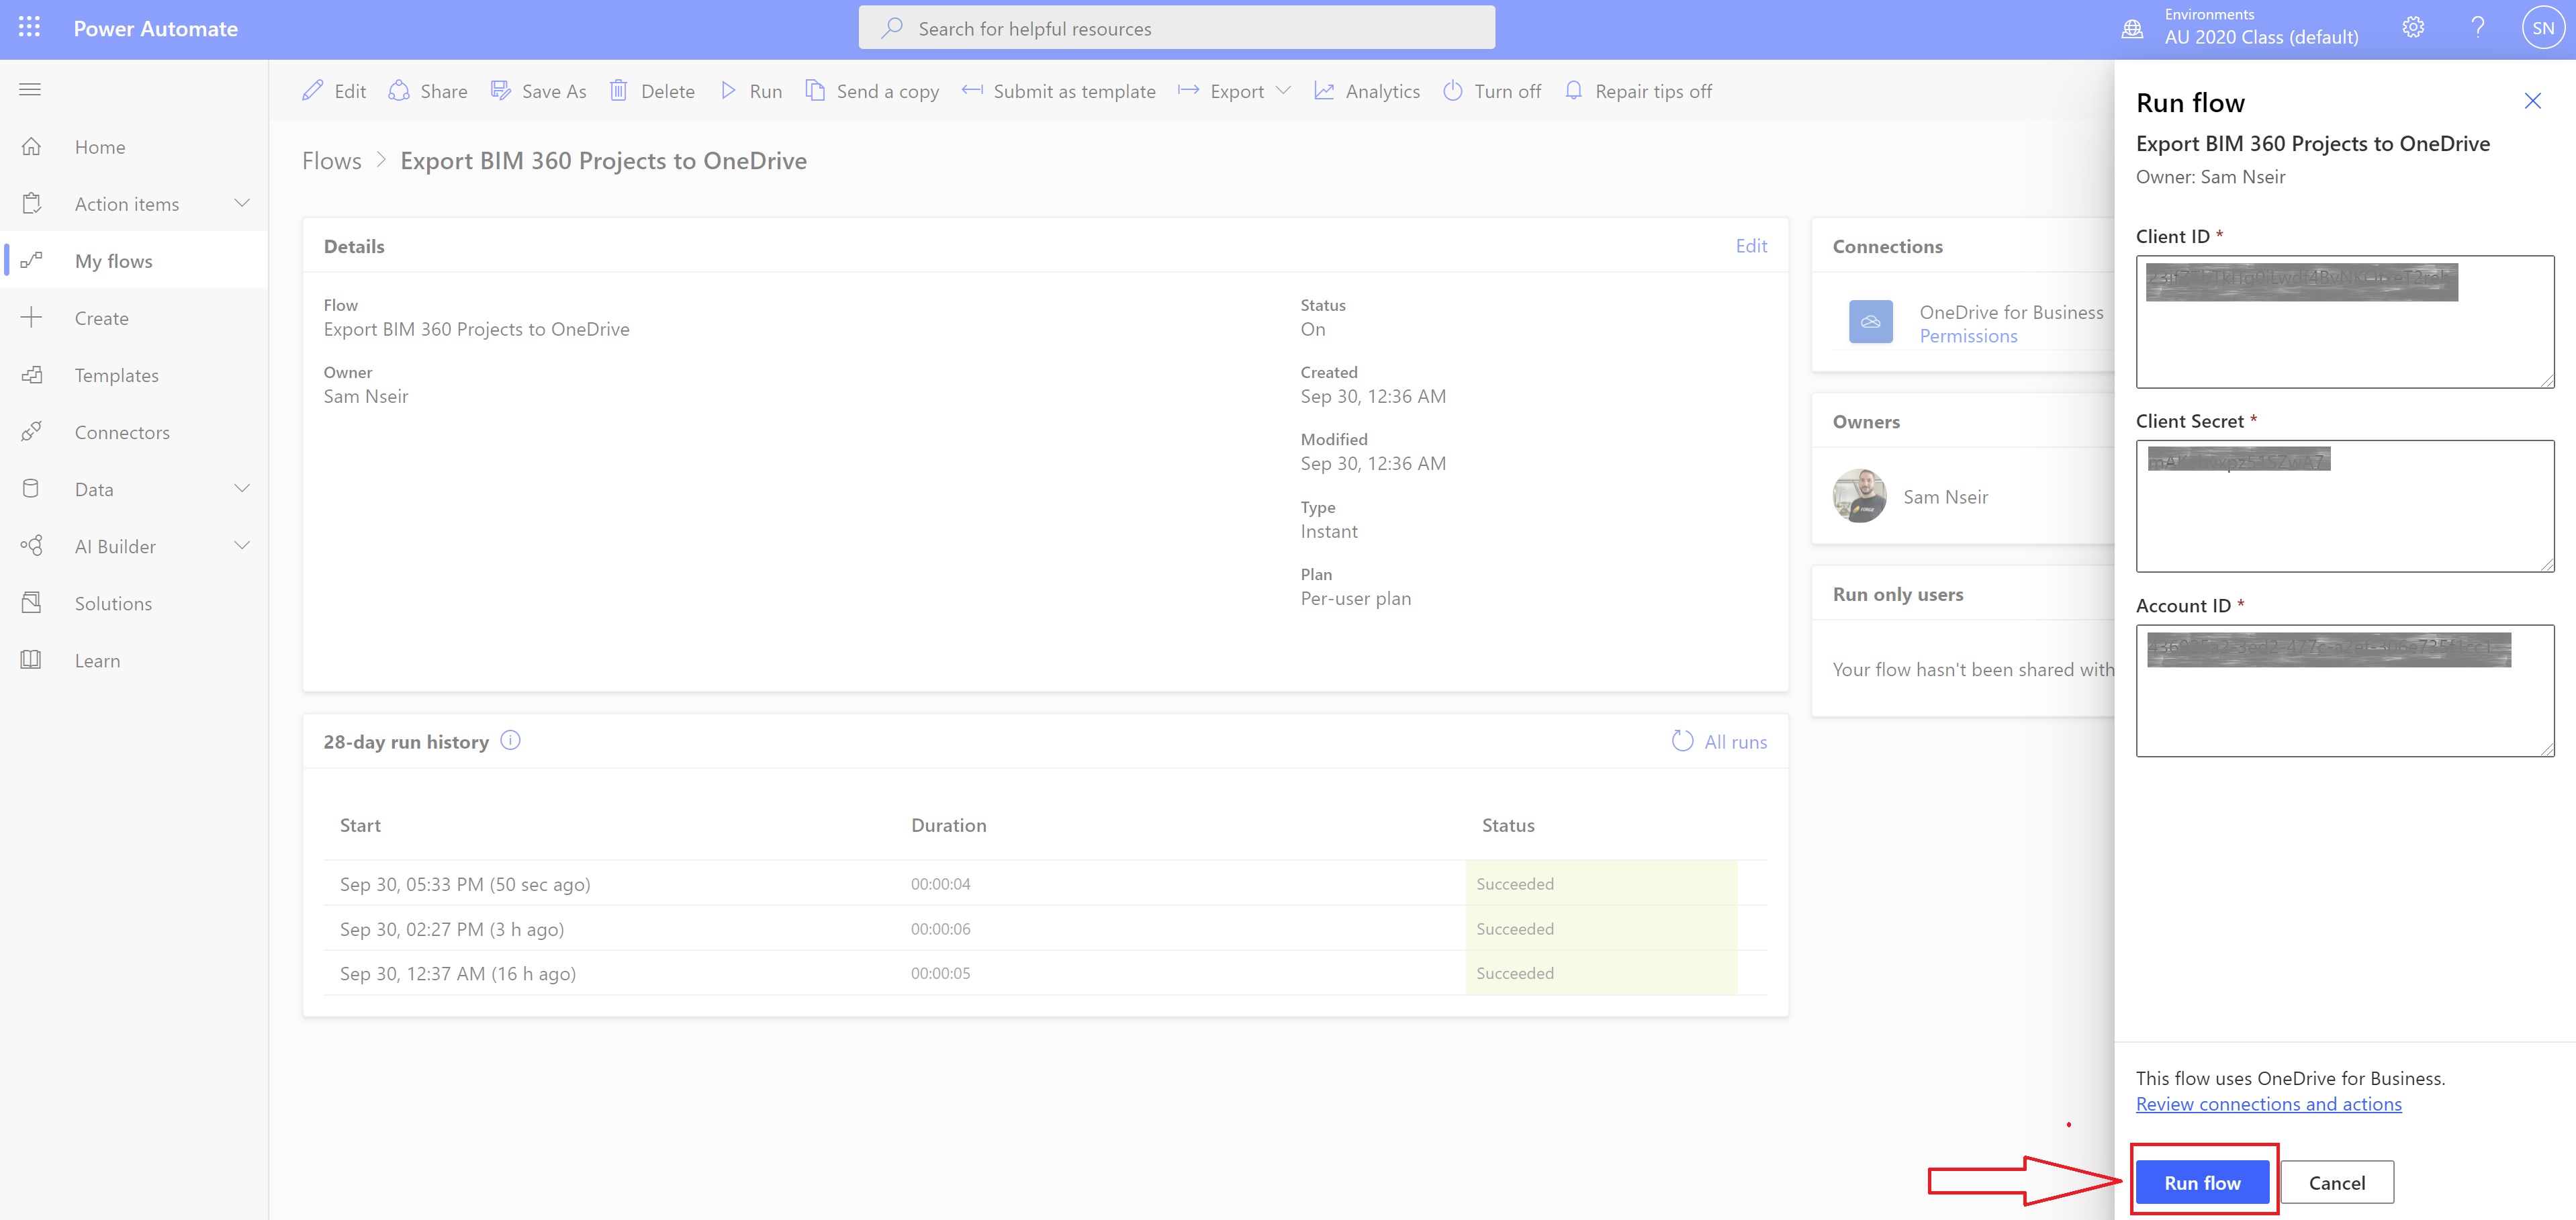 Power Automate
Search for helpful resources
Environments
AU 2020 Class (default)
?
SN
Edit
Share
Save As
Delete
Run
Send a copy
Submit as template
Export
Analytics
Turn off
Repair tips off
Home
Action items
My flows
Create
Templates
Connectors
Data
AI Builder
Solutions
Learn
Flows > Export BIM 360 Projects to OneDrive
Details
Edit
Flow
Export BIM 360 Projects to OneDrive
Owner
Sam Nseir
Status
On
Created
Sep 30, 12:36 AM
Modified
Sep 30, 12:36 AM
Type
Instant
Plan
Per-user plan
28-day run history
All runs
Start Duration Status
Sep 30, 05:33 PM (50 sec ago) 00:00:04 Succeeded
Sep 30, 02:27 PM (3 h ago) 00:00:06 Succeeded
Sep 30, 12:37 AM (16 h ago) 00:00:05 Succeeded
Connections
OneDrive for Business
Permissions
Owners
Sam Nseir
Run only users
Your flow hasn't been shared with
Run flow
Export BIM 360 Projects to OneDrive
Owner: Sam Nseir
Client ID *
Client Secret *
Account ID *
This flow uses OneDrive for Business.
Review connections and actions
Run flow
Cancel